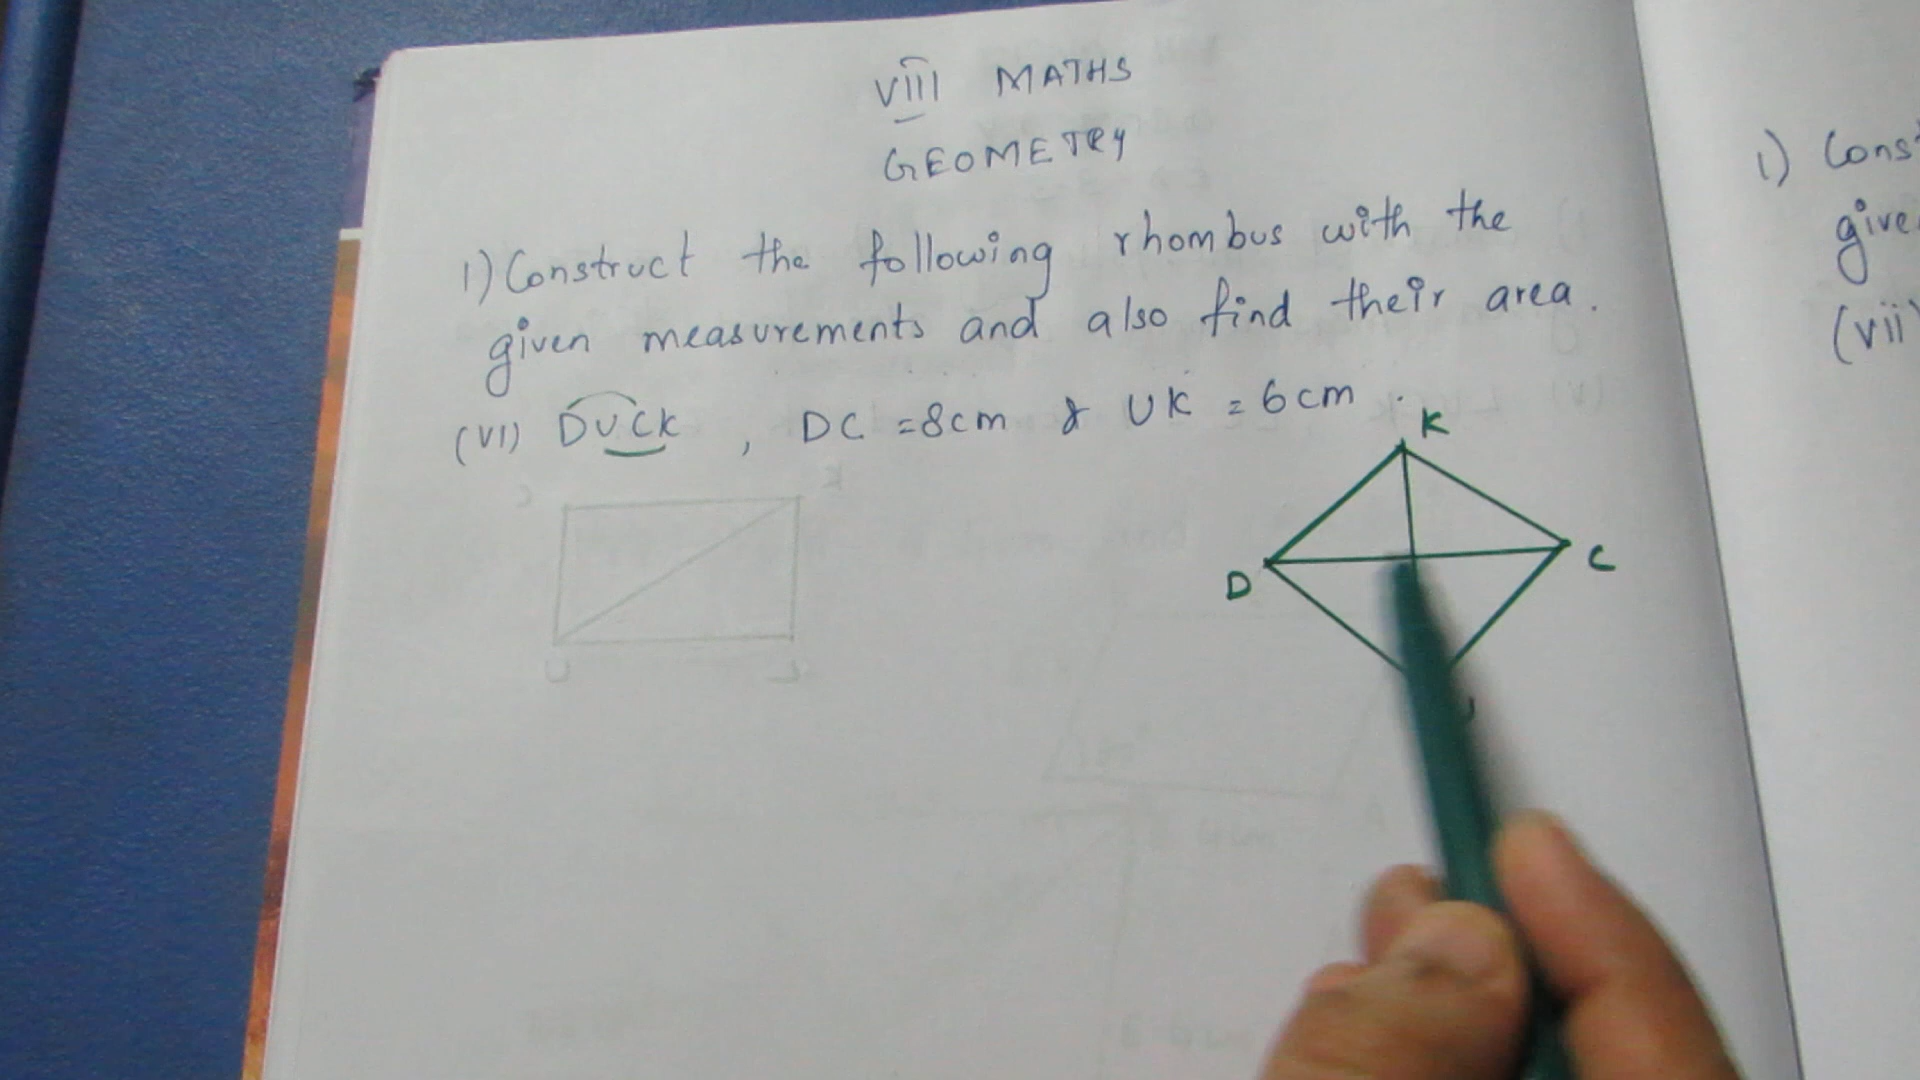 VIII MATHS
GEOMETRY
1) Construct the following rhombus with the
given measurements and also find their area.
(VI) DUCK, DC = 8cm & UK = 6cm.
K
D
C
1) Cons
give
(vii)